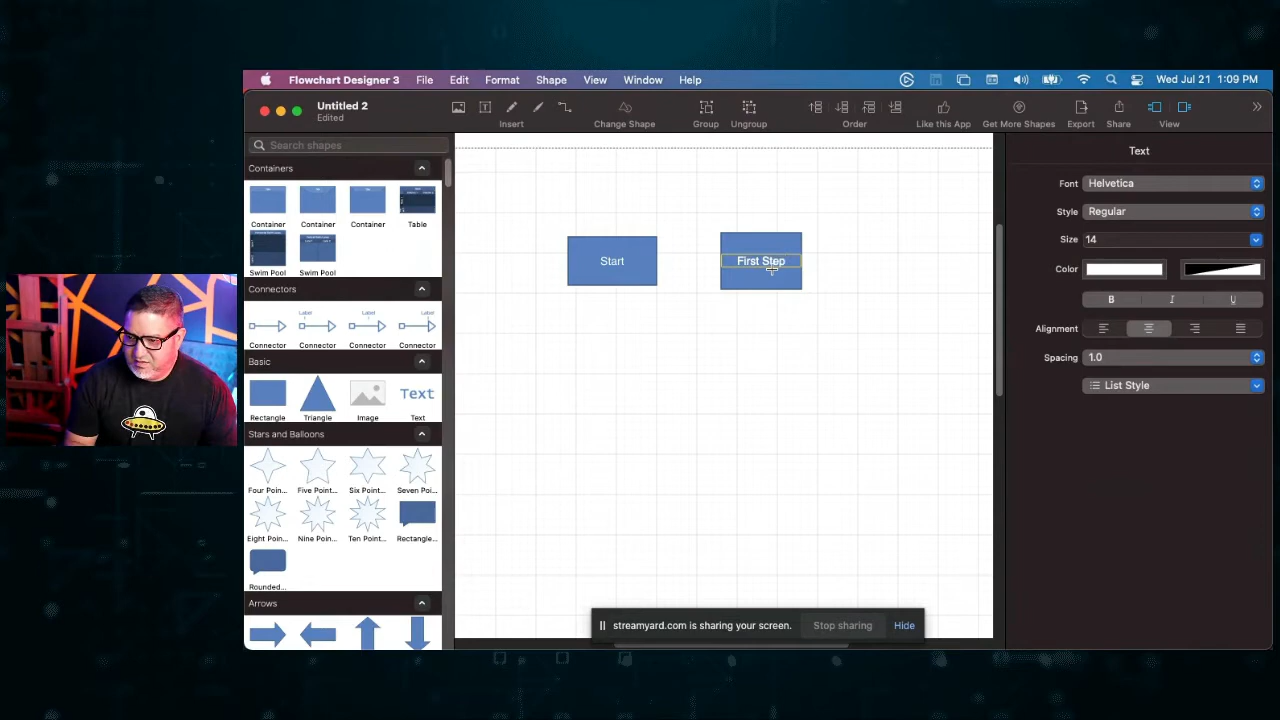 Flowchart Designer 3 File Edit Format Shape View Window Help Wed Jul 21 1:09 PM
Untitled 2
Edited
Insert Change Shape Group Ungroup Order Like this App Get More Shapes Export Share View
Search shapes
Containers
Container Container Container Table
Swim Pool Swim Pool
Connectors
Label Label Label
Connector Connector Connector Connector
Basic
Text
Rectangle Triangle Image Text
Stars and Balloons
Four Poin... Five Point... Six Point... Seven Poi...
Eight Poin... Nine Poin... Ten Point... Rectangle...
Rounded...
Arrows
Start
First Step
Text
Font Helvetica
Style Regular
Size 14
Color
B I U
Alignment
Spacing 1.0
List Style
streamyard.com is sharing your screen. Stop sharing Hide